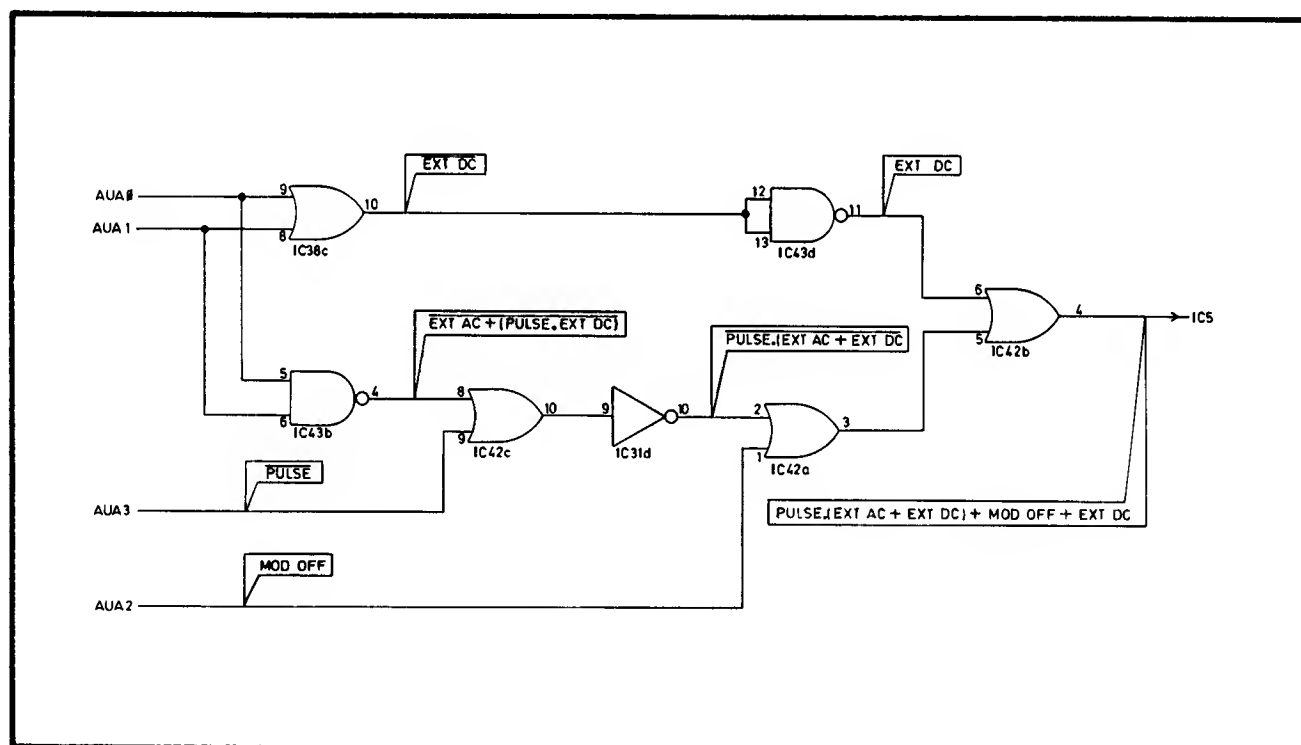 EXT DC
EXT DC
AUA0
9
10
12
11
AUA1
8
13
IC38c
IC43d
6
4
IC5
5
IC42b
EXT AC + (PULSE. EXT DC)
PULSE.(EXT AC + EXT DC
5
4
8
6
10
9
10
2
3
IC43b
9
1
IC42c
IC31d
IC42a
PULSE
AUA3
PULSE.(EXT AC + EXT DC) + MOD OFF + EXT DC
MOD OFF
AUA2